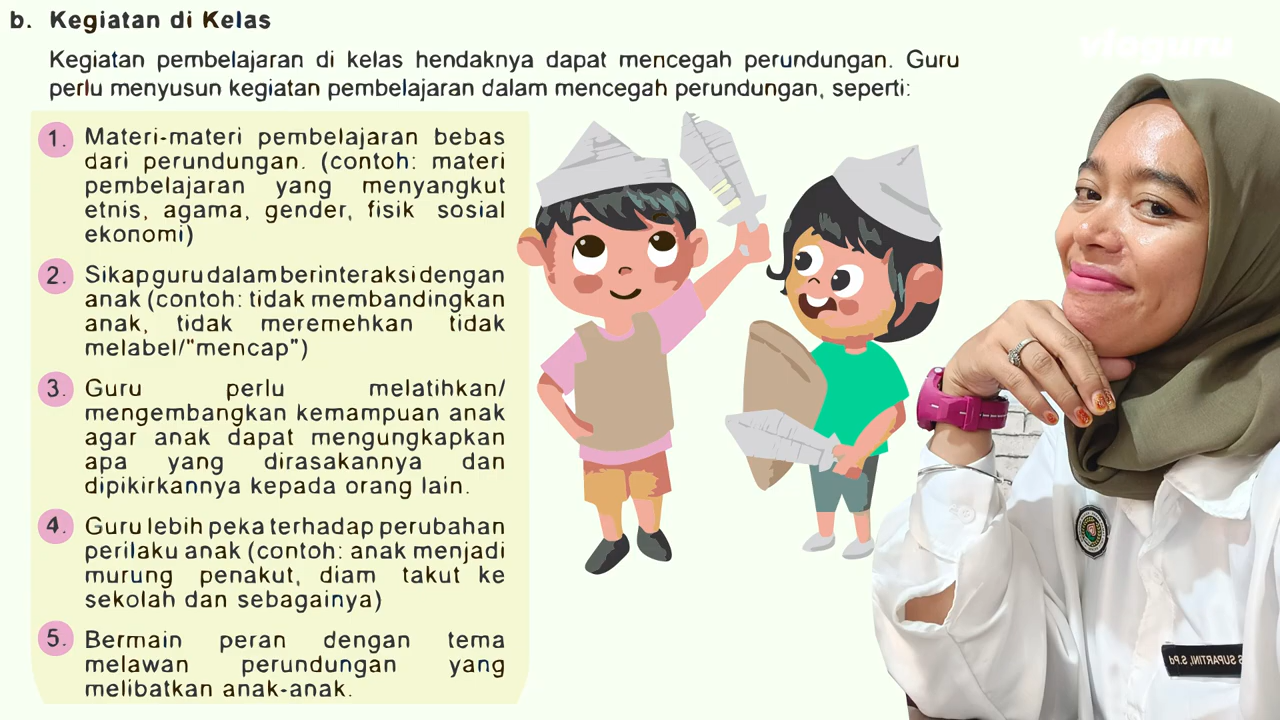 b. Kegiatan di Kelas
vloguru
Kegiatan pembelajaran di kelas hendaknya dapat mencegah perundungan. Guru
perlu menyusun kegiatan pembelajaran dalam mencegah perundungan, seperti:
1. Materi-materi pembelajaran bebas
dari perundungan. (contoh: materi
pembelajaran yang menyangkut
etnis, agama, gender, fisik sosial
ekonomi)
2. Sikap guru dalam berinteraksi dengan
anak (contoh: tidak membandingkan
anak, tidak meremehkan tidak
melabel/"mencap")
3. Guru perlu melatihkan/
mengembangkan kemampuan anak
agar anak dapat mengungkapkan
apa yang dirasakannya dan
dipikirkannya kepada orang lain.
4. Guru lebih peka terhadap perubahan
perilaku anak (contoh: anak menjadi
murung penakut, diam takut ke
sekolah dan sebagainya)
5. Bermain peran dengan tema
melawan perundungan yang
melibatkan anak-anak.
S SUPARTINI, S.Pd